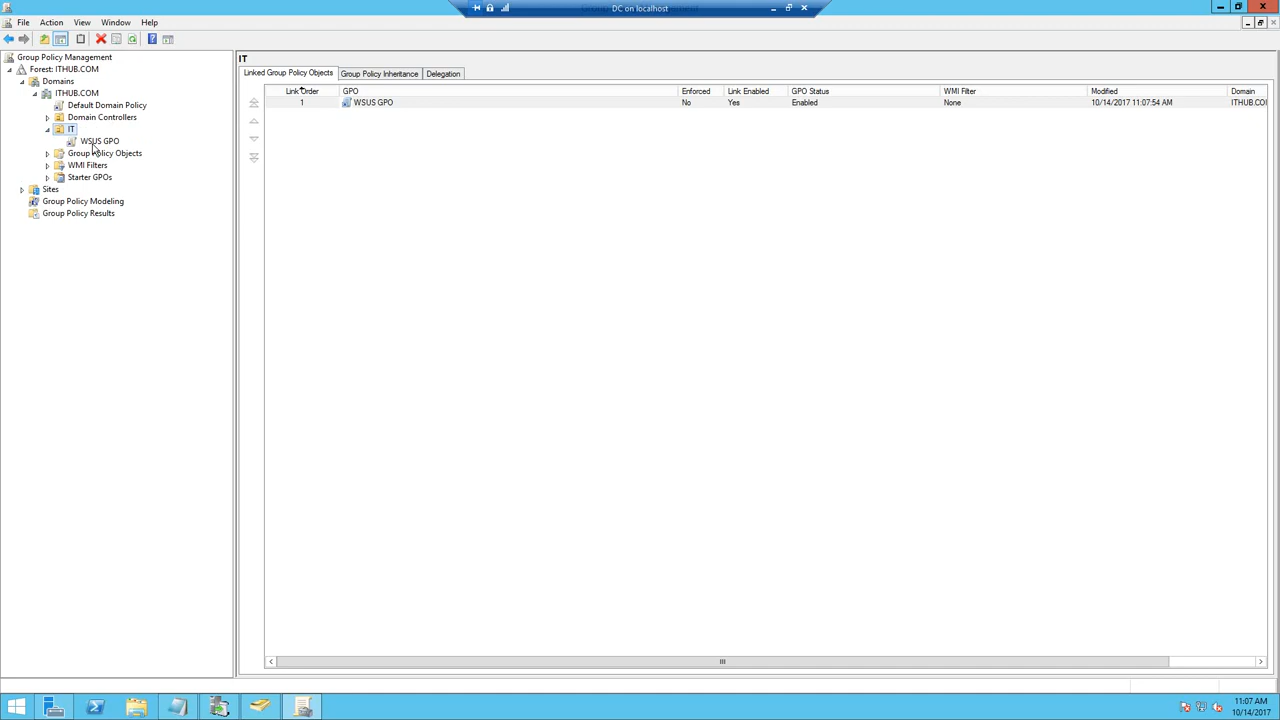 DC on localhost
File Action View Window Help
Group Policy Management
Forest: ITHUB.COM
Domains
ITHUB.COM
Default Domain Policy
Domain Controllers
IT
WSUS GPO
Group Policy Objects
WMI Filters
Starter GPOs
Sites
Group Policy Modeling
Group Policy Results
IT
Linked Group Policy Objects Group Policy Inheritance Delegation
Link Order GPO Enforced Link Enabled GPO Status WMI Filter Modified Domain
1 WSUS GPO No Yes Enabled None 10/14/2017 11:07:54 AM ITHUB.CO
11:07 AM
10/14/2017